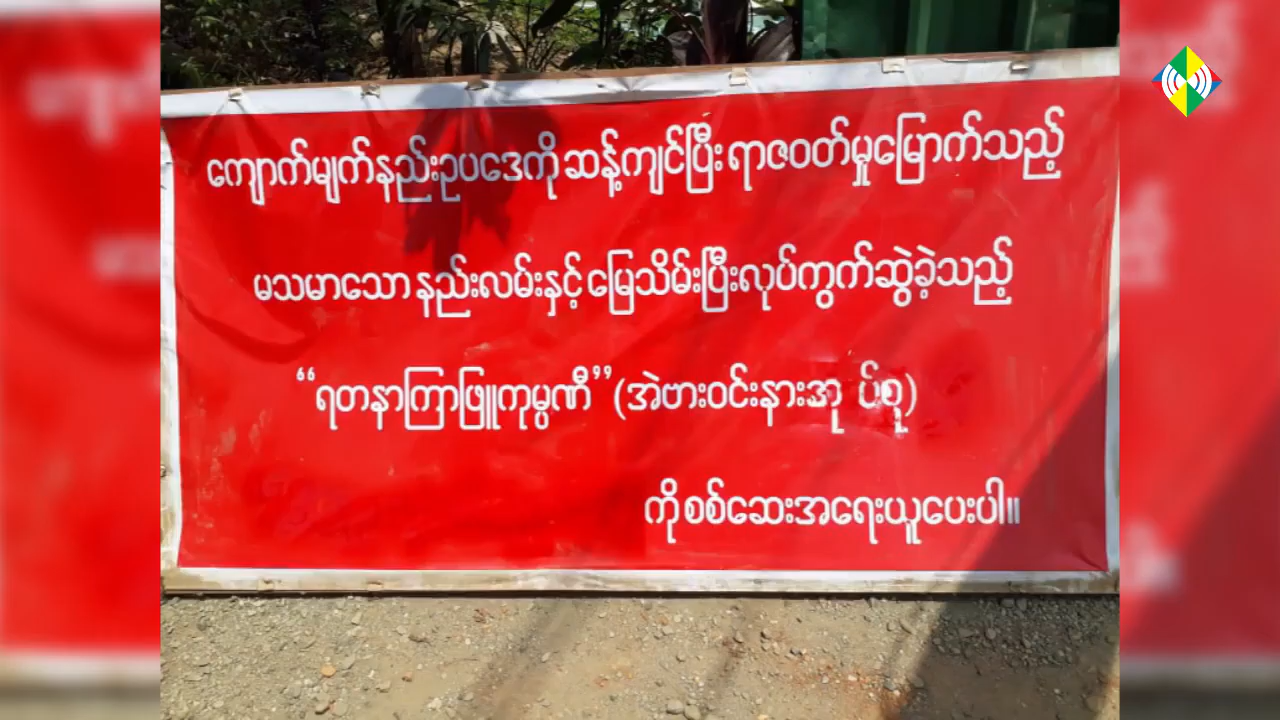 ကျောက်မျက်နည်းဥပဒေကို ဆန့်ကျင်ပြီး ရာဇဝတ်မှုမြောက်သည့်
မသမာသော နည်းလမ်းနှင့် မြေသိမ်းပြီးလုပ်ကွက်ဆွဲခဲ့သည့်
“ရတနာကြာဖြူကုမ္ပဏီ” (အဲဗားဝင်းနားအု ပ်စု)
ကို စစ်ဆေးအရေးယူပေးပါ။